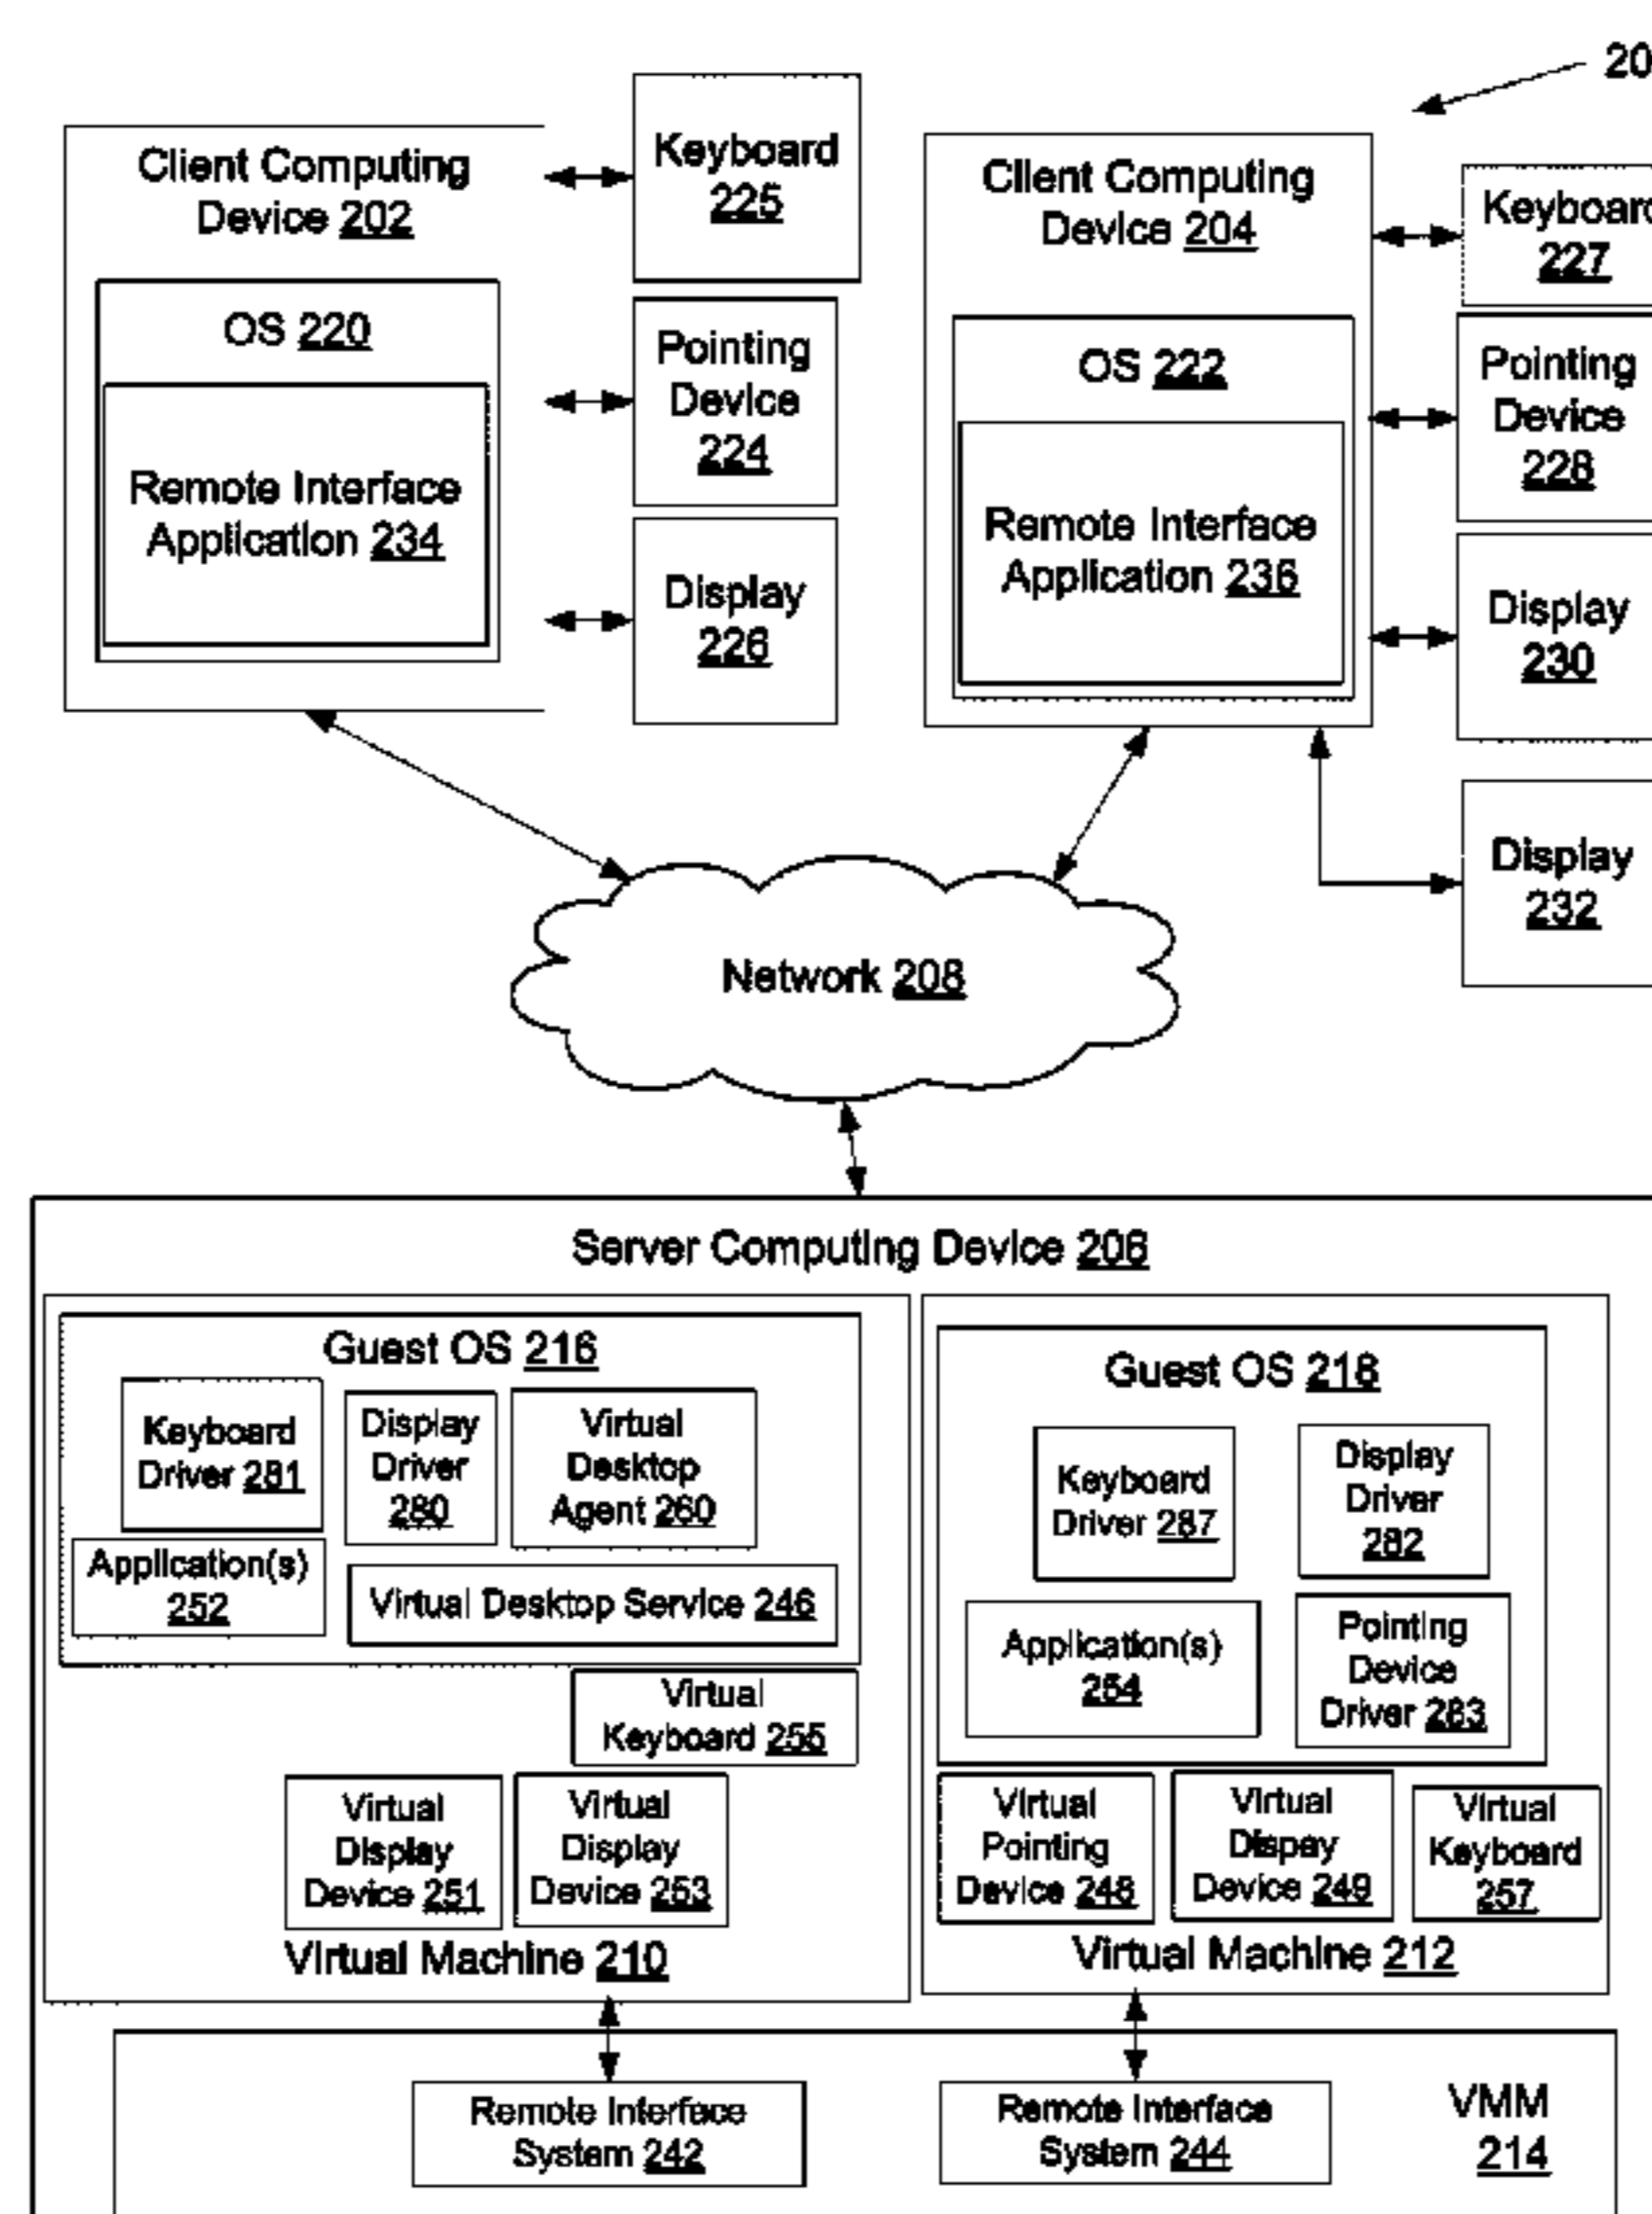 20
Client Computing
Device 202
OS 220
Remote Interface
Application 234
Keyboard
225
Pointing
Device
224
Display
226
Client Computing
Device 204
OS 222
Remote Interface
Application 236
Keyboard
227
Pointing
Device
228
Display
230
Display
232
Network 208
Server Computing Device 206
Guest OS 216
Keyboard
Driver 281
Display
Driver
280
Virtual
Desktop
Agent 260
Application(s)
252
Virtual Desktop Service 246
Virtual
Keyboard 255
Virtual
Display
Device 251
Virtual
Display
Device 253
Virtual Machine 210
Guest OS 218
Keyboard
Driver 287
Display
Driver
282
Application(s)
254
Pointing
Device
Driver 283
Virtual
Pointing
Device 248
Virtual
Dispay
Device 249
Virtual
Keyboard
257
Virtual Machine 212
Remote Interface
System 242
Remote Interface
System 244
VMM
214